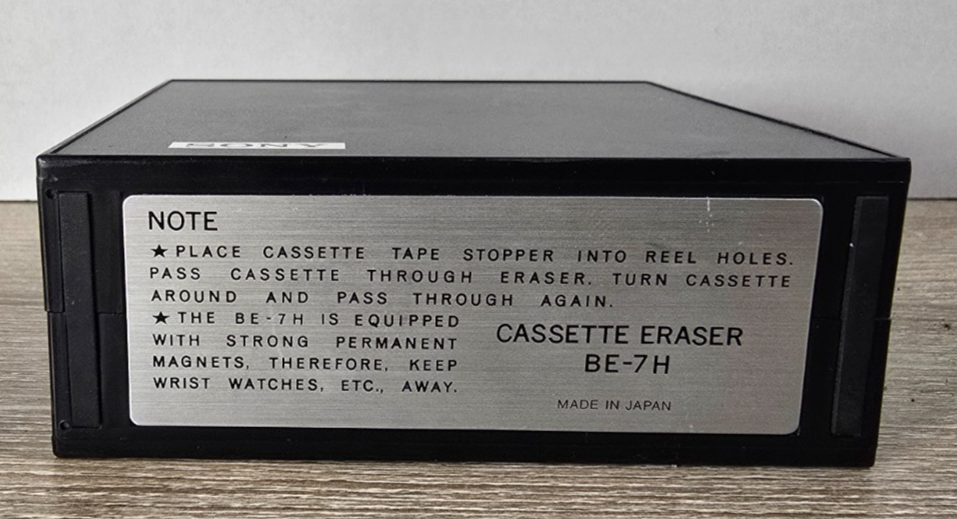 SONY
NOTE
★ PLACE CASSETTE TAPE STOPPER INTO REEL HOLES.
PASS CASSETTE THROUGH ERASER. TURN CASSETTE
AROUND AND PASS THROUGH AGAIN.
★ THE BE-7H IS EQUIPPED
WITH STRONG PERMANENT
MAGNETS, THEREFORE, KEEP
WRIST WATCHES, ETC., AWAY.
CASSETTE ERASER
BE-7H
MADE IN JAPAN